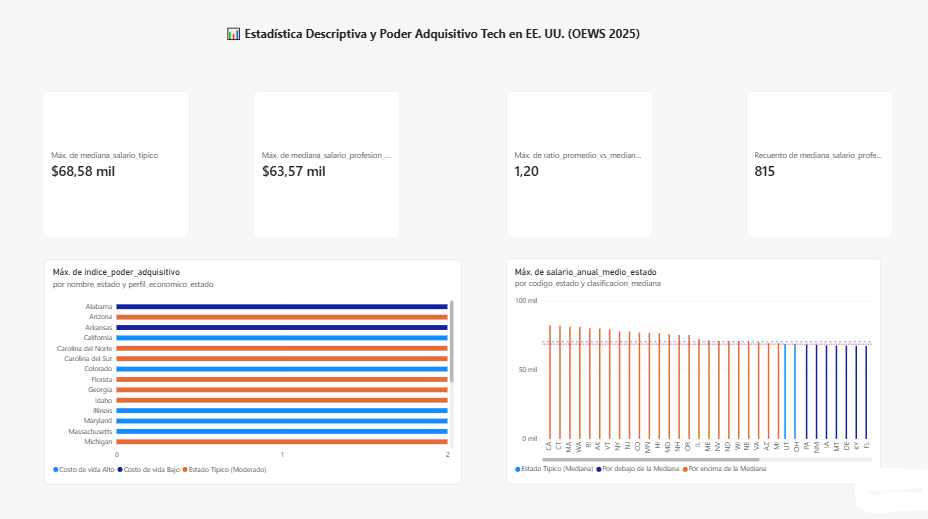 📊 Estadística Descriptiva y Poder Adquisitivo Tech en EE. UU. (OEWS 2025)
Máx. de mediana_salario_tipico
$68,58 mil
Máx. de mediana_salario_profesion_...
$63,57 mil
Máx. de ratio_promedio_vs_median...
1,20
Recuento de mediana_salario_profe...
815
Máx. de indice_poder_adquisitivo
por nombre_estado y perfil_economico_estado
Alabama
Arizona
Arkansas
California
Carolina del Norte
Carolina del Sur
Colorado
Florida
Georgia
Idaho
Illinois
Maryland
Massachusetts
Michigan
0 1 2
Costo de vida Alto Costo de vida Bajo Estado Típico (Moderado)
Máx. de salario_anual_medio_estado
por codigo_estado y clasificacion_mediana
100 mil
50 mil
0 mil
CA CT MA WA RI AK VT NY NJ CO MN HI MD NH OR IL ME NV ND WI NE VA AZ MI UT OH PA NM IA MT DE KY FL
Estado Típico (Mediana) Por debajo de la Mediana Por encima de la Mediana